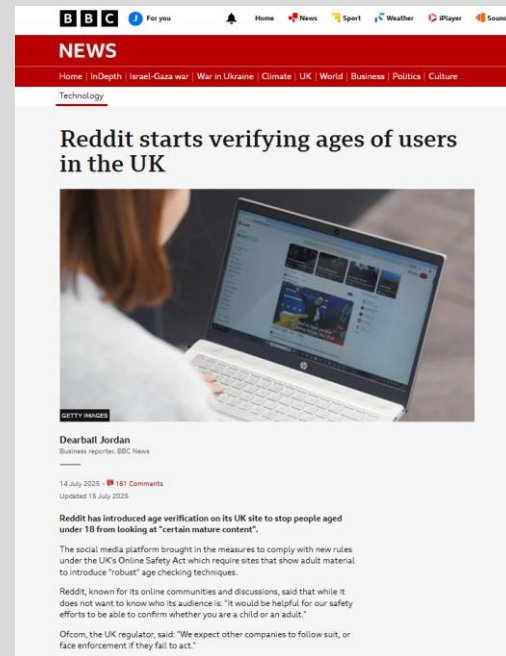 BBC For you Home News Sport Weather iPlayer Sound
NEWS
Home | InDepth | Israel-Gaza war | War in Ukraine | Climate | UK | World | Business | Politics | Culture
Technology
Reddit starts verifying ages of users
in the UK
GETTY IMAGES
Dearbail Jordan
Business reporter, BBC News
14 July 2025 • 161 Comments
Updated 15 July 2025
Reddit has introduced age verification on its UK site to stop people aged
under 18 from looking at "certain mature content".
The social media platform brought in the measures to comply with new rules
under the UK's Online Safety Act which require sites that show adult material
to introduce "robust" age checking techniques.
Reddit, known for its online communities and discussions, said that while it
does not want to know who its audience is: "It would be helpful for our safety
efforts to be able to confirm whether you are a child or an adult."
Ofcom, the UK regulator, said: "We expect other companies to follow suit, or
face enforcement if they fail to act."